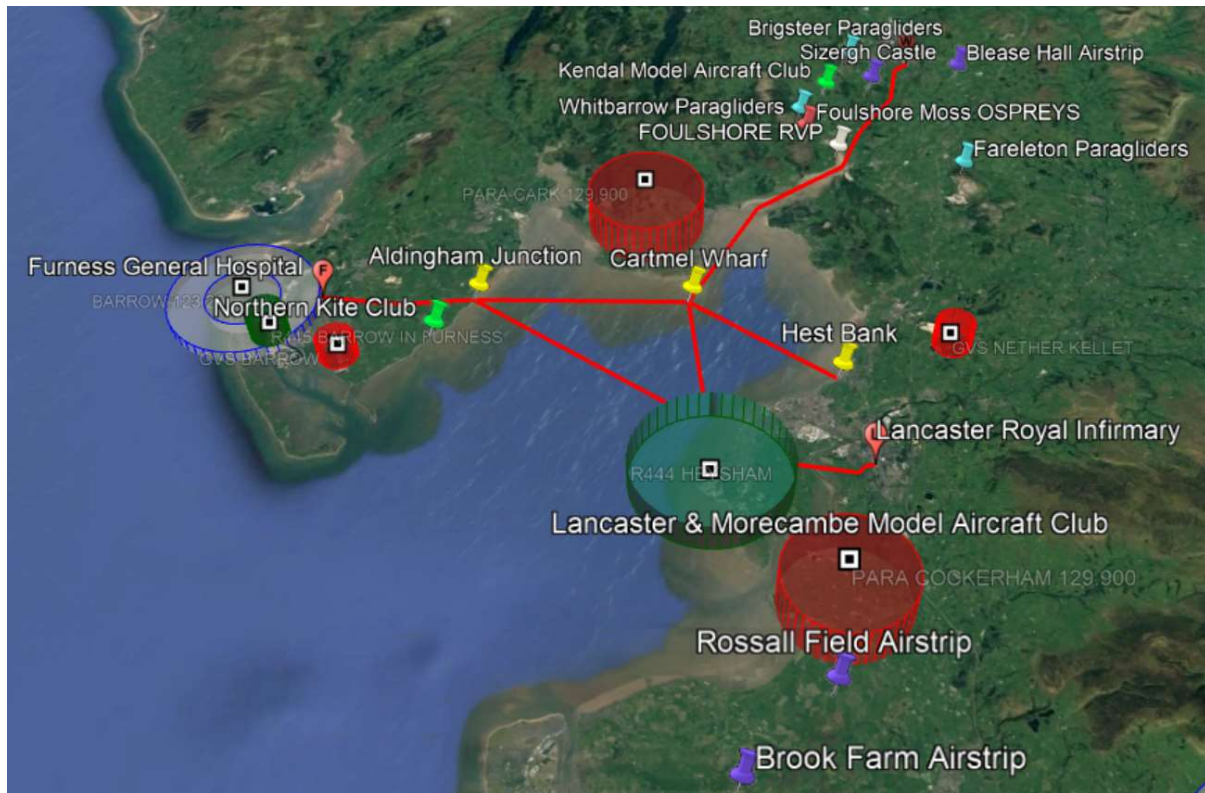 Brigsteer Paragliders
W
Sizergh Castle
Blease Hall Airstrip
Kendal Model Aircraft Club
Whitbarrow Paragliders
Foulshore Moss OSPREYS
FOULSHORE RVP
Fareleton Paragliders
PARA CARK 129.900
Aldingham Junction
Cartmel Wharf
Furness General Hospital
F
BARROW 123.2
Northern Kite Club
BARROW IN FURNESS
GVS BARROW
Hest Bank
GVS NETHER KELLET
Lancaster Royal Infirmary
L
R444 HEYSHAM
Lancaster & Morecambe Model Aircraft Club
PARA COCKERHAM 129.900
Rossall Field Airstrip
Brook Farm Airstrip